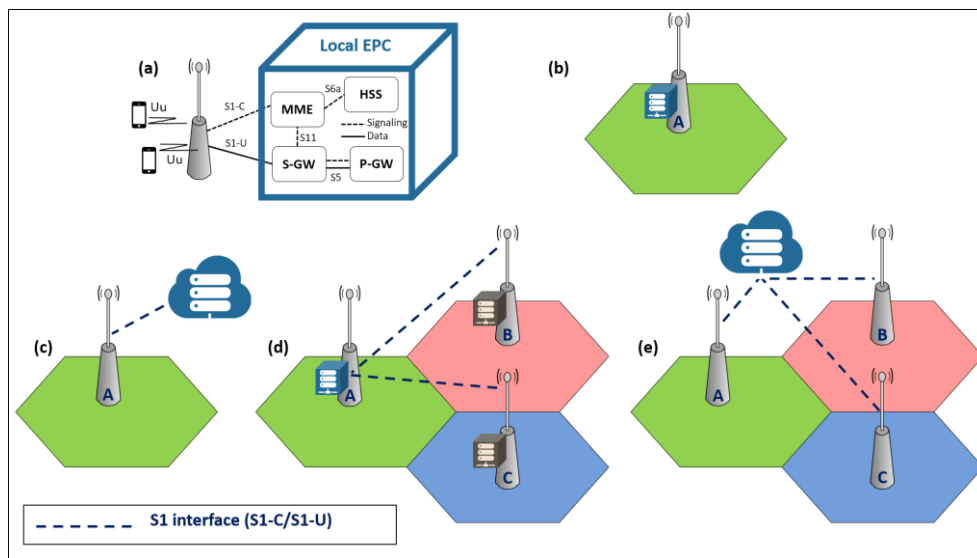 Local EPC
(a)
Uu
Uu
S1-C
S1-U
MME
S6a
HSS
S11
Signaling
Data
S-GW
S5
P-GW
(b)
A
(c)
A
(d)
A
B
C
(e)
A
B
C
S1 interface (S1-C/S1-U)